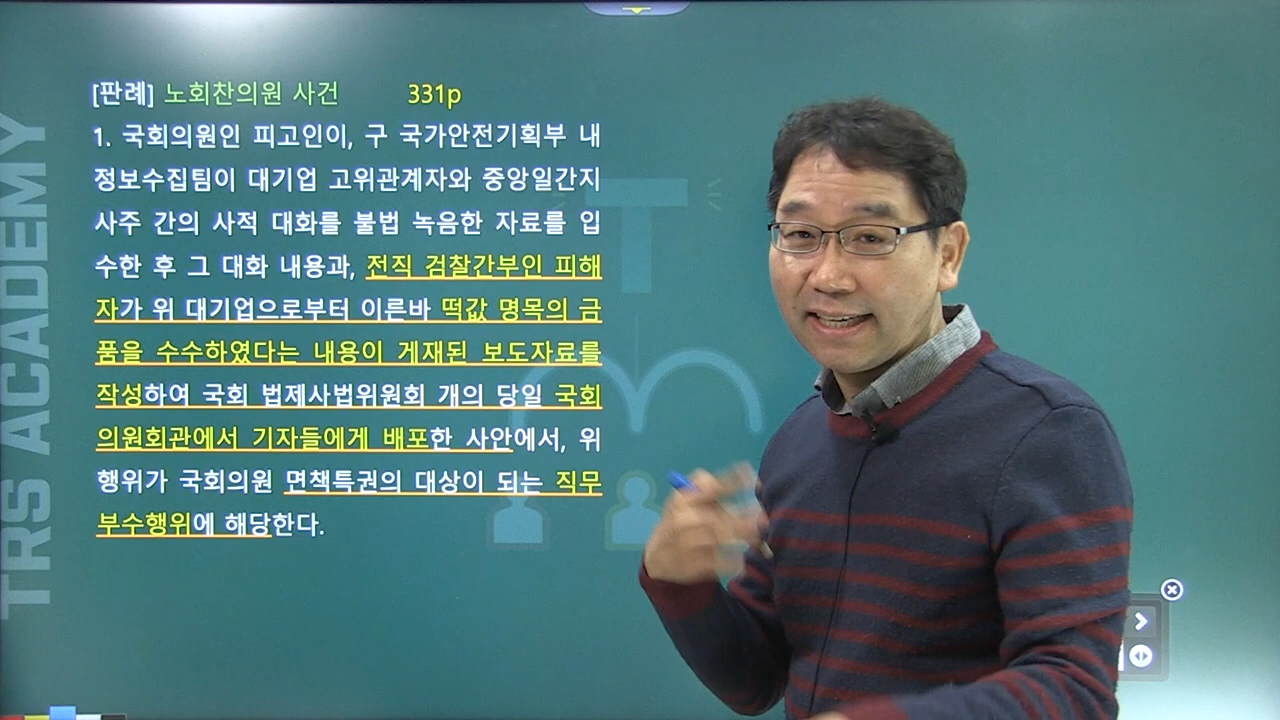 [판례] 노회찬의원 사건 331p
1. 국회의원인 피고인이, 구 국가안전기획부 내
정보수집팀이 대기업 고위관계자와 중앙일간지
사주 간의 사적 대화를 불법 녹음한 자료를 입
수한 후 그 대화 내용과, 전직 검찰간부인 피해
자가 위 대기업으로부터 이른바 떡값 명목의 금
품을 수수하였다는 내용이 게재된 보도자료를
작성하여 국회 법제사법위원회 개의 당일 국회
의원회관에서 기자들에게 배포한 사안에서, 위
행위가 국회의원 면책특권의 대상이 되는 직무
부수행위에 해당한다.
TRS ACADEMY